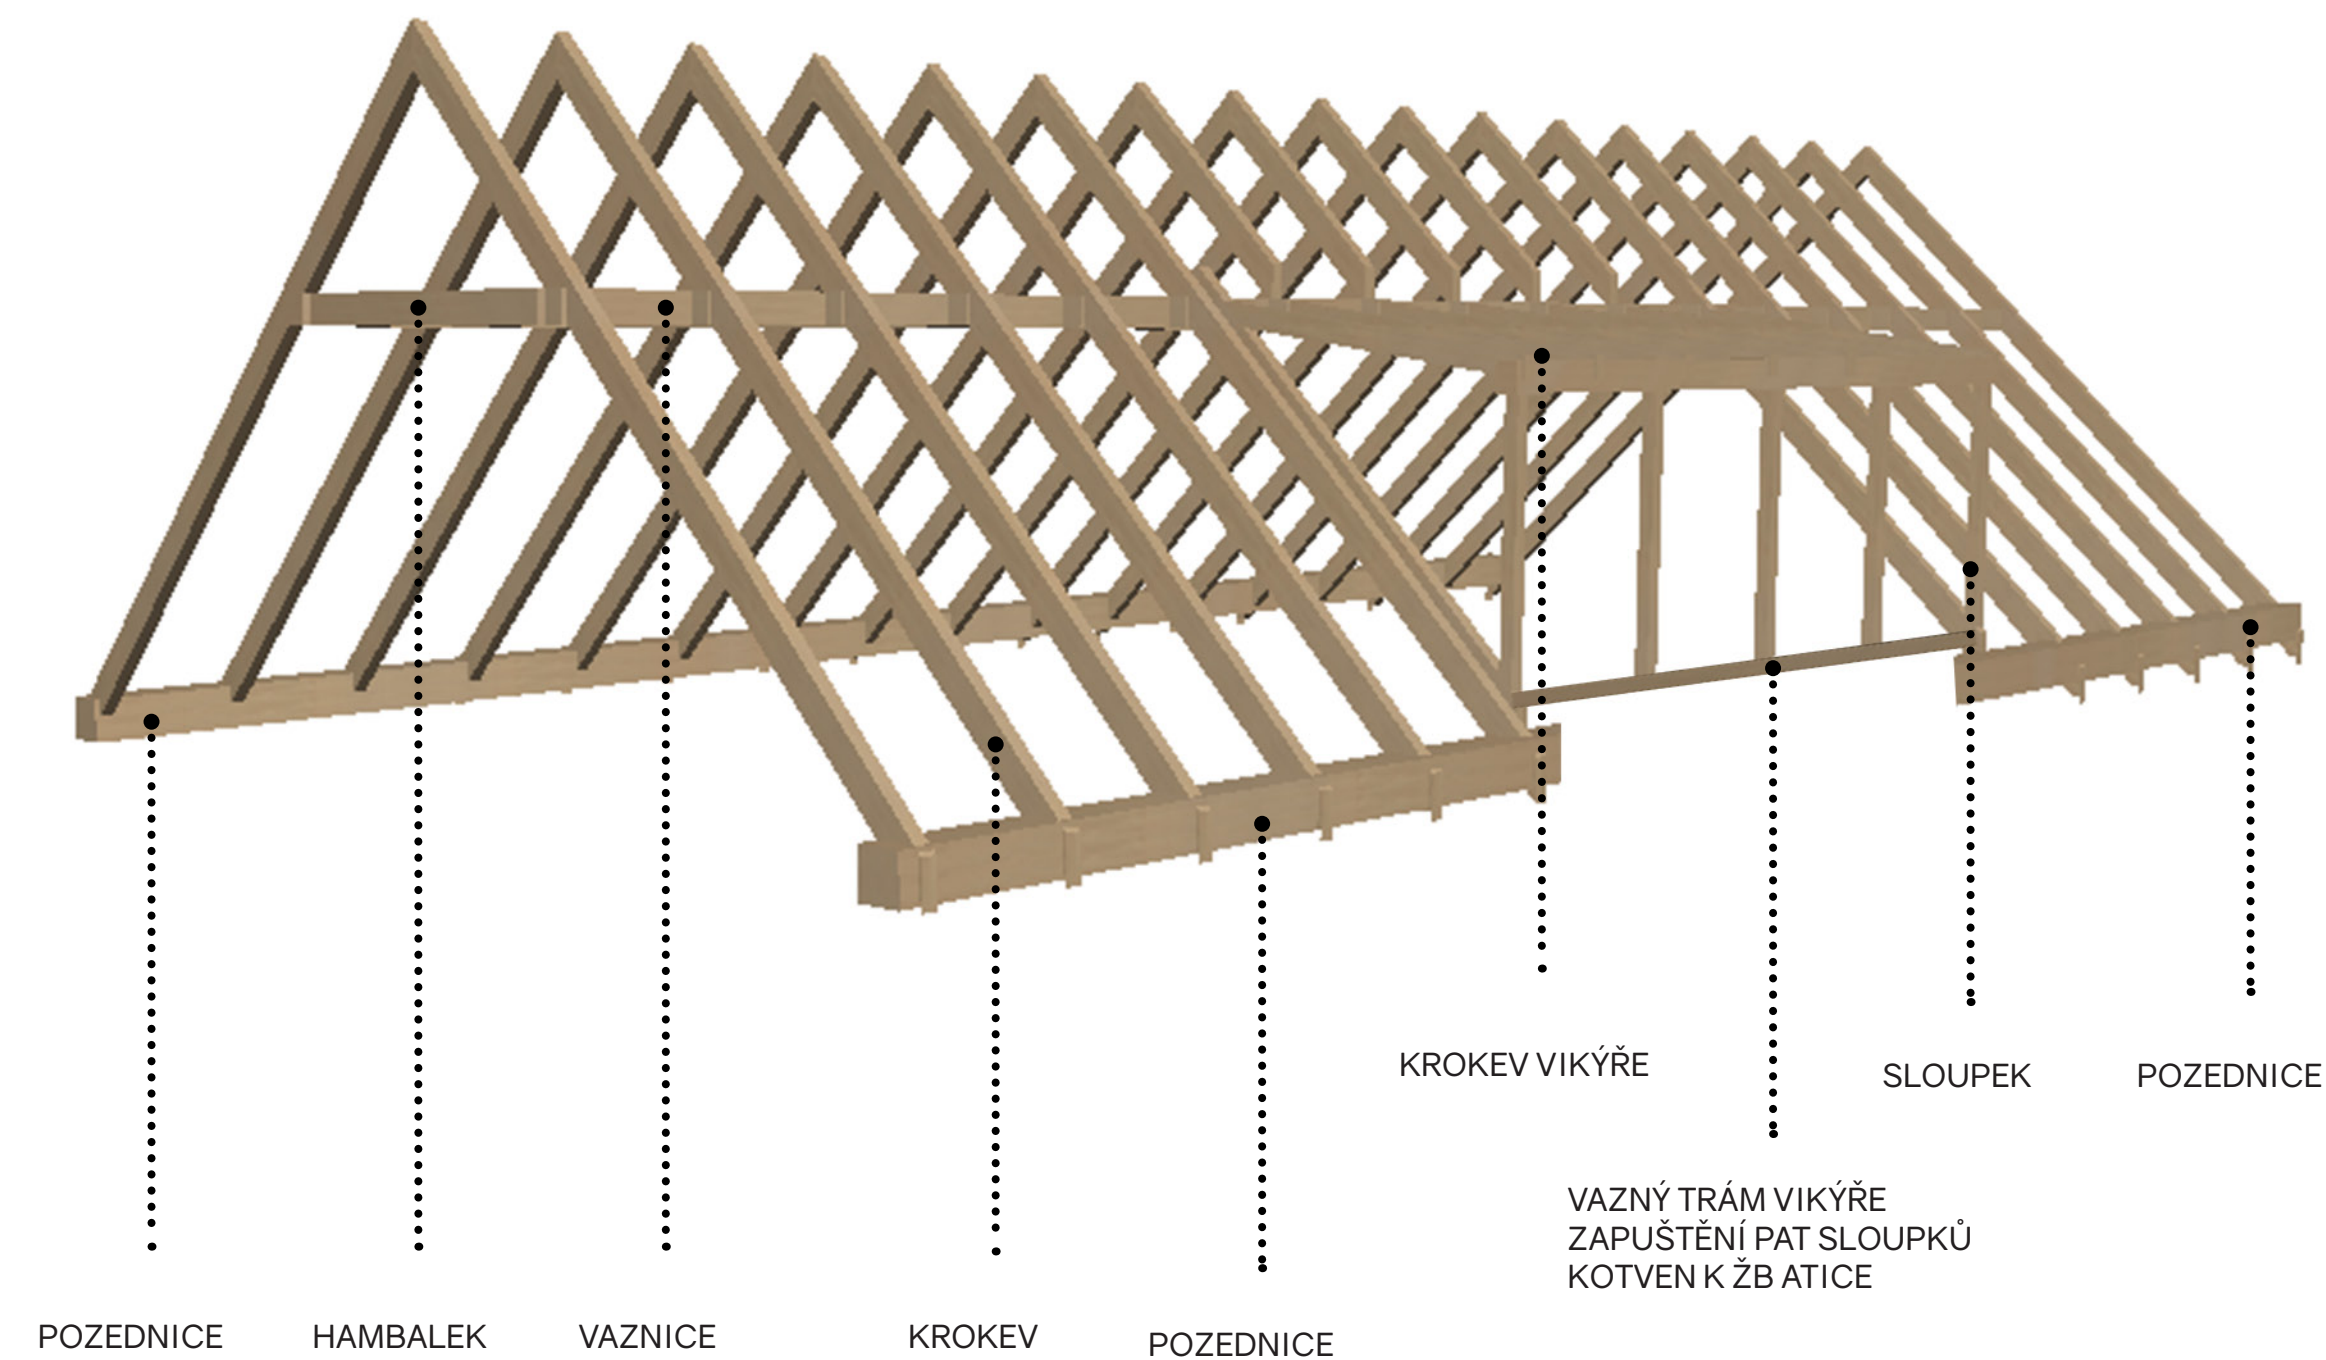 KROKEV VIKÝŘE
SLOUPEK
POZEDNICE
VAZNÝ TRÁM VIKÝŘE
ZAPUŠTĚNÍ PAT SLOUPKŮ
KOTVEN K ŽB ATICE
POZEDNICE
HAMBALEK
VAZNICE
KROKEV
POZEDNICE